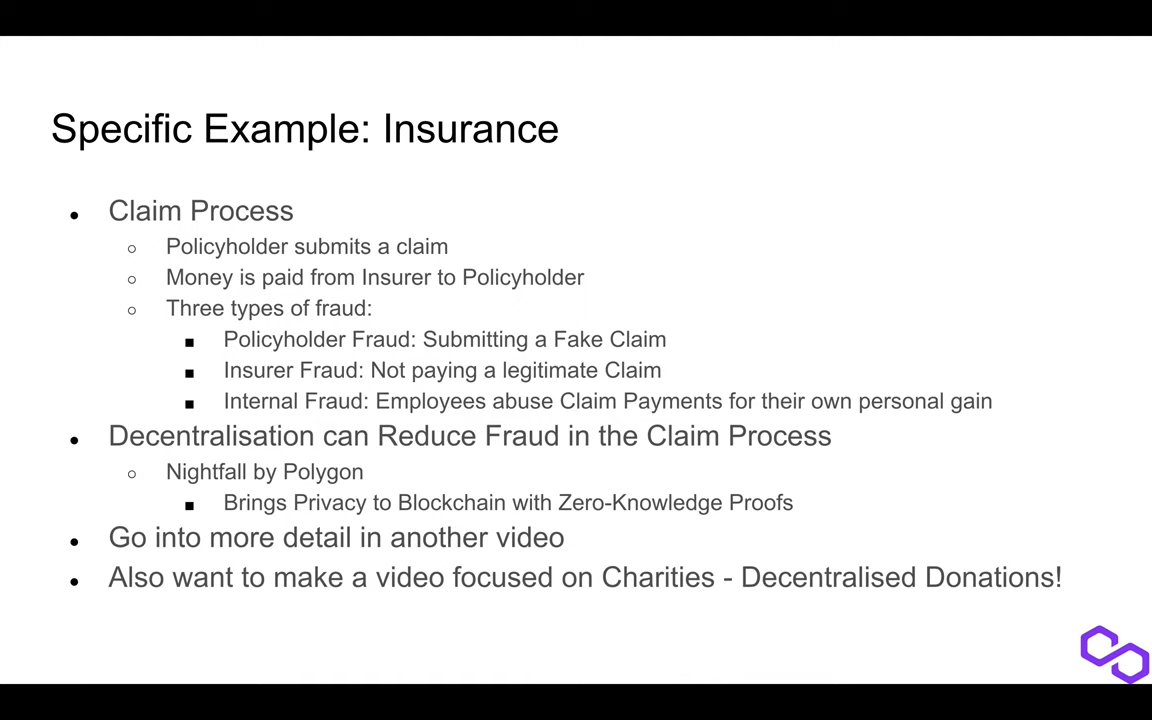 Specific Example: Insurance
● Claim Process
○ Policyholder submits a claim
○ Money is paid from Insurer to Policyholder
○ Three types of fraud:
■ Policyholder Fraud: Submitting a Fake Claim
■ Insurer Fraud: Not paying a legitimate Claim
■ Internal Fraud: Employees abuse Claim Payments for their own personal gain
● Decentralisation can Reduce Fraud in the Claim Process
○ Nightfall by Polygon
■ Brings Privacy to Blockchain with Zero-Knowledge Proofs
● Go into more detail in another video
● Also want to make a video focused on Charities - Decentralised Donations!